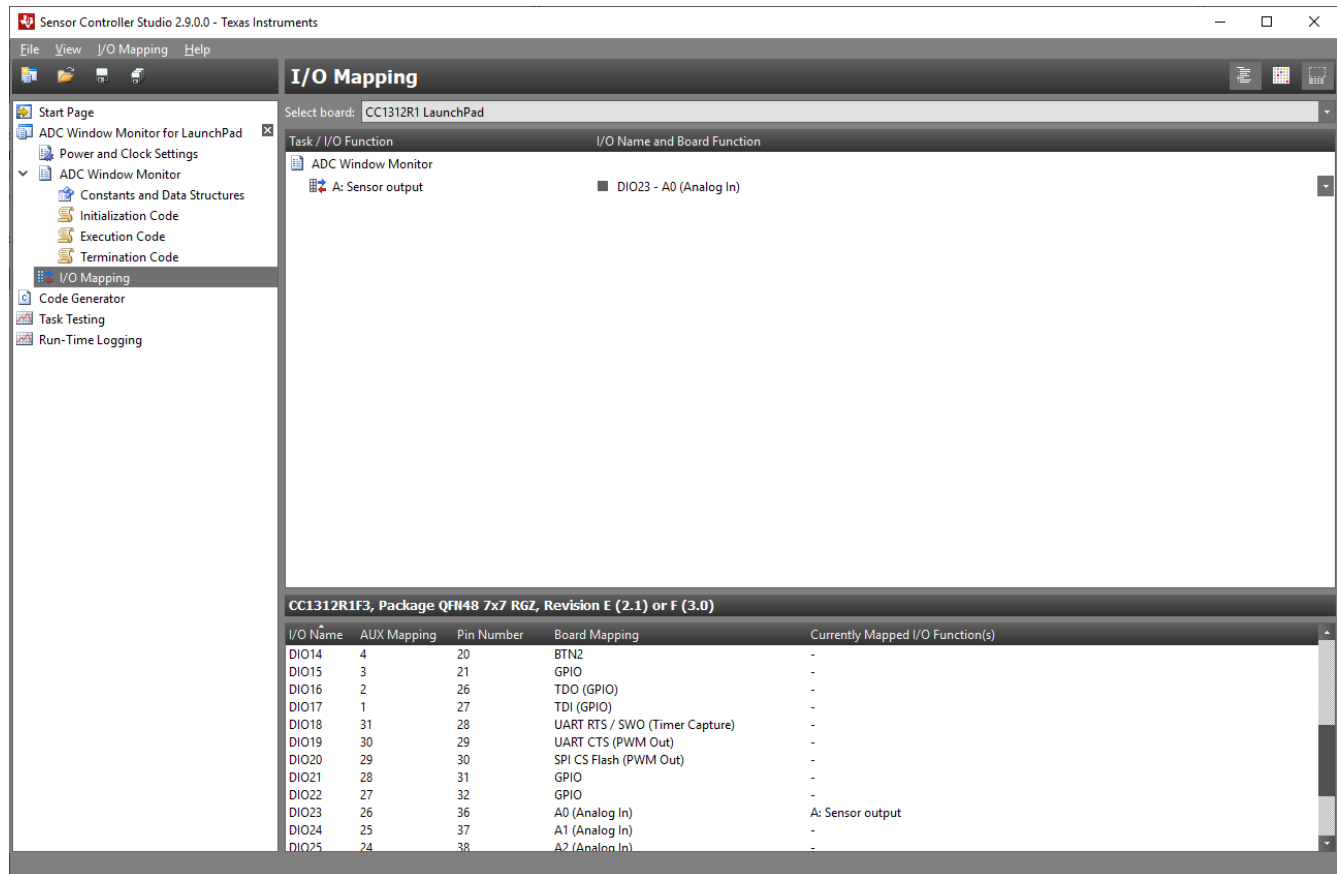 Sensor Controller Studio 2.9.0.0 - Texas Instruments
File View I/O Mapping Help
I/O Mapping
Start Page
ADC Window Monitor for LaunchPad
Power and Clock Settings
ADC Window Monitor
Constants and Data Structures
Initialization Code
Execution Code
Termination Code
I/O Mapping
Code Generator
Task Testing
Run-Time Logging
Select board: CC1312R1 LaunchPad
Task / I/O Function I/O Name and Board Function
ADC Window Monitor
A: Sensor output DIO23 - A0 (Analog In)
CC1312R1F3, Package QFN48 7x7 RGZ, Revision E (2.1) or F (3.0)
I/O Name AUX Mapping Pin Number Board Mapping Currently Mapped I/O Function(s)
DIO14 4 20 BTN2 -
DIO15 3 21 GPIO -
DIO16 2 26 TDO (GPIO) -
DIO17 1 27 TDI (GPIO) -
DIO18 31 28 UART RTS / SWO (Timer Capture) -
DIO19 30 29 UART CTS (PWM Out) -
DIO20 29 30 SPI CS Flash (PWM Out) -
DIO21 28 31 GPIO -
DIO22 27 32 GPIO -
DIO23 26 36 A0 (Analog In) A: Sensor output
DIO24 25 37 A1 (Analog In) -
DIO25 24 38 A2 (Analog In) -